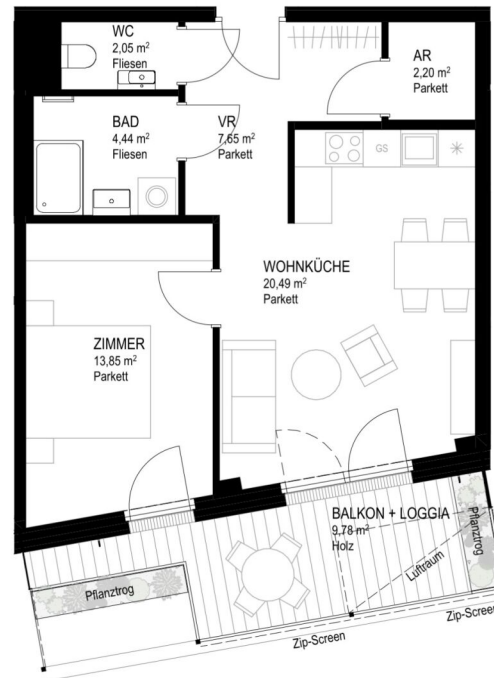 WC
2,05 m²
Fliesen
AR
2,20 m²
Parkett
BAD
4,44 m²
Fliesen
VR
7,65 m²
Parkett
GS
WOHNKÜCHE
20,49 m²
Parkett
ZIMMER
13,85 m²
Parkett
BALKON + LOGGIA
9,78 m²
Holz
Pflanztrog
Luftraum
Pflanztrog
Zip-Screen
Zip-Screen